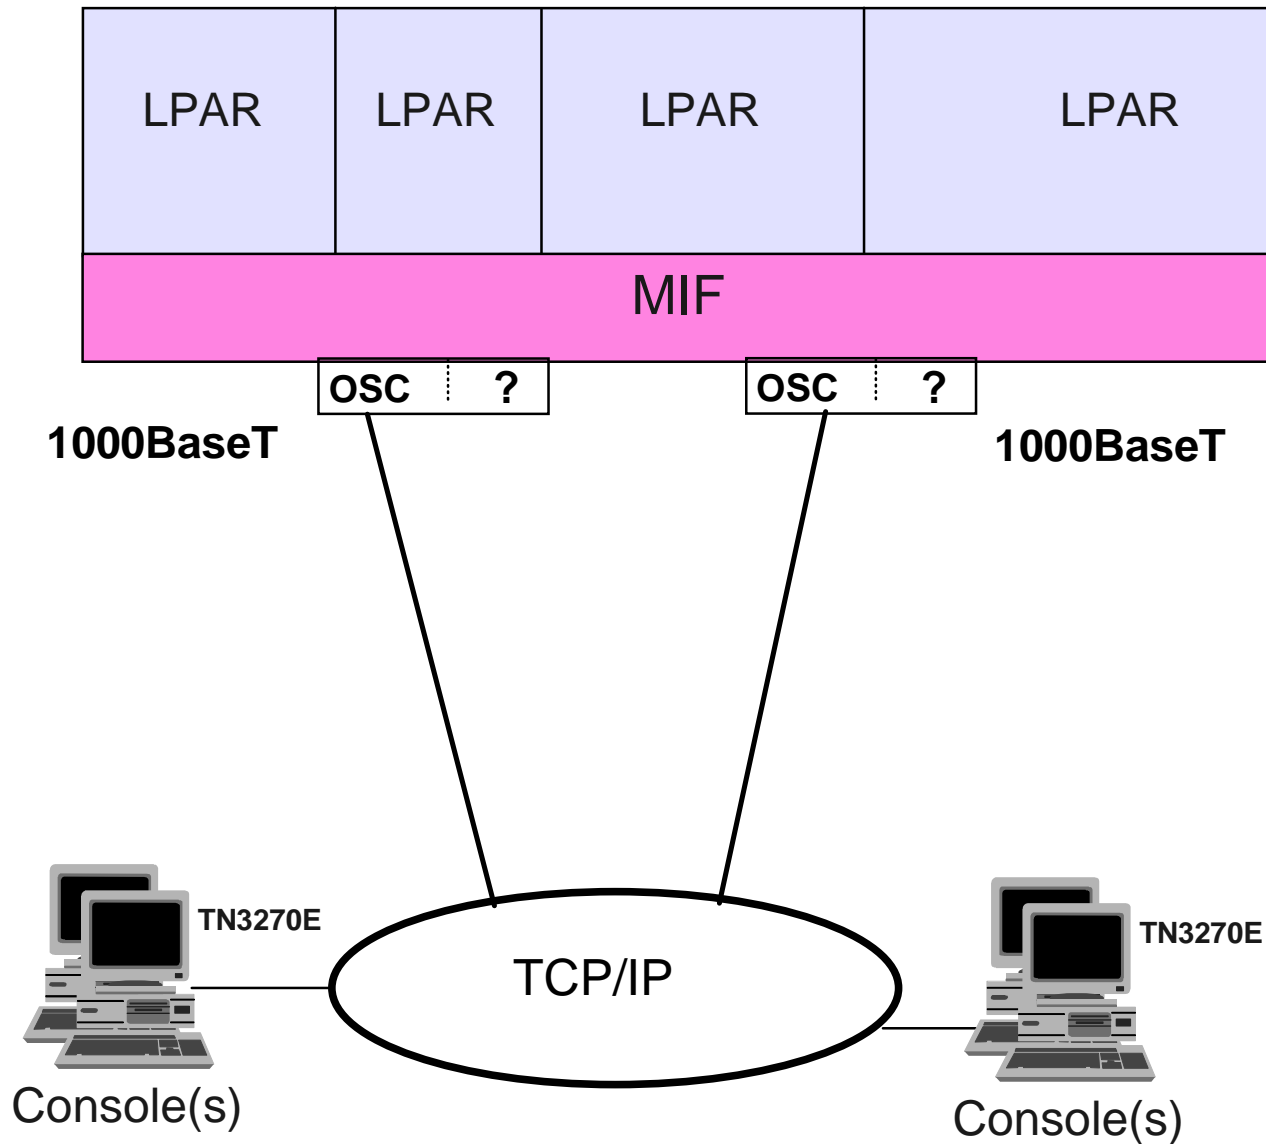 LPAR LPAR LPAR LPAR
MIF
OSC ? OSC ?
1000BaseT 1000BaseT
TN3270E TN3270E
TCP/IP
Console(s) Console(s)